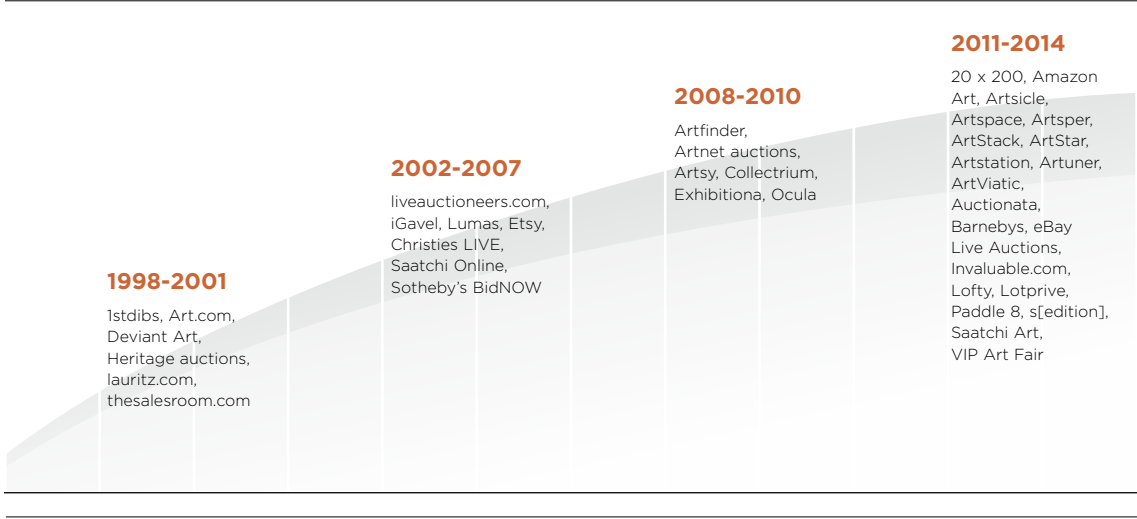 1998-2001
1stdibs, Art.com,
Deviant Art,
Heritage auctions,
lauritz.com,
thesalesroom.com
2002-2007
liveauctioneers.com,
iGavel, Lumas, Etsy,
Christies LIVE,
Saatchi Online,
Sotheby's BidNOW
2008-2010
Artfinder,
Artnet auctions,
Artsy, Collectrium,
Exhibitiona, Ocula
2011-2014
20 x 200, Amazon
Art, Artsicle,
Artspace, Artsper,
ArtStack, ArtStar,
Artstation, Artuner,
ArtViatic,
Auctionata,
Barnebys, eBay
Live Auctions,
Invaluable.com,
Lofty, Lotprive,
Paddle 8, s[edition],
Saatchi Art,
VIP Art Fair